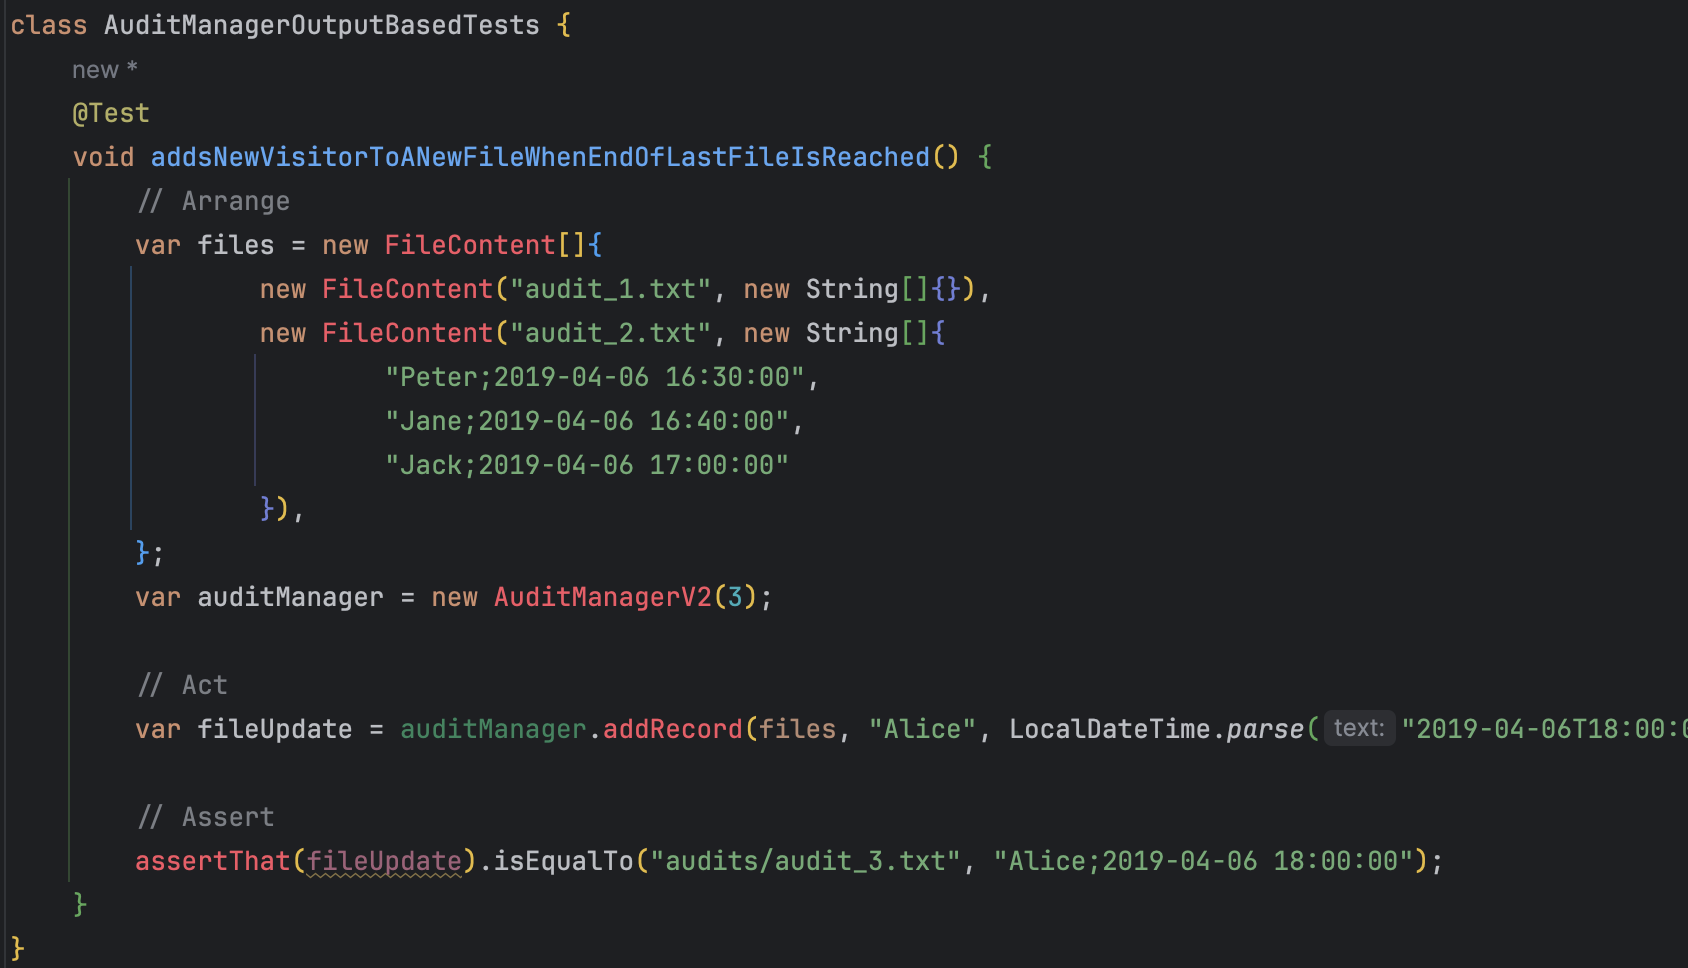 class AuditManagerOutputBasedTests {
new *
@Test
void addsNewVisitorToANewFileWhenEndOfLastFileIsReached() {
// Arrange
var files = new FileContent[]{
new FileContent("audit_1.txt", new String[]{}),
new FileContent("audit_2.txt", new String[]{
"Peter;2019-04-06 16:30:00",
"Jane;2019-04-06 16:40:00",
"Jack;2019-04-06 17:00:00"
}),
};
var auditManager = new AuditManagerV2(3);
// Act
var fileUpdate = auditManager.addRecord(files, "Alice", LocalDateTime.parse( text: "2019-04-06T18:00:0
// Assert
assertThat(fileUpdate).isEqualTo("audits/audit_3.txt", "Alice;2019-04-06 18:00:00");
}
}